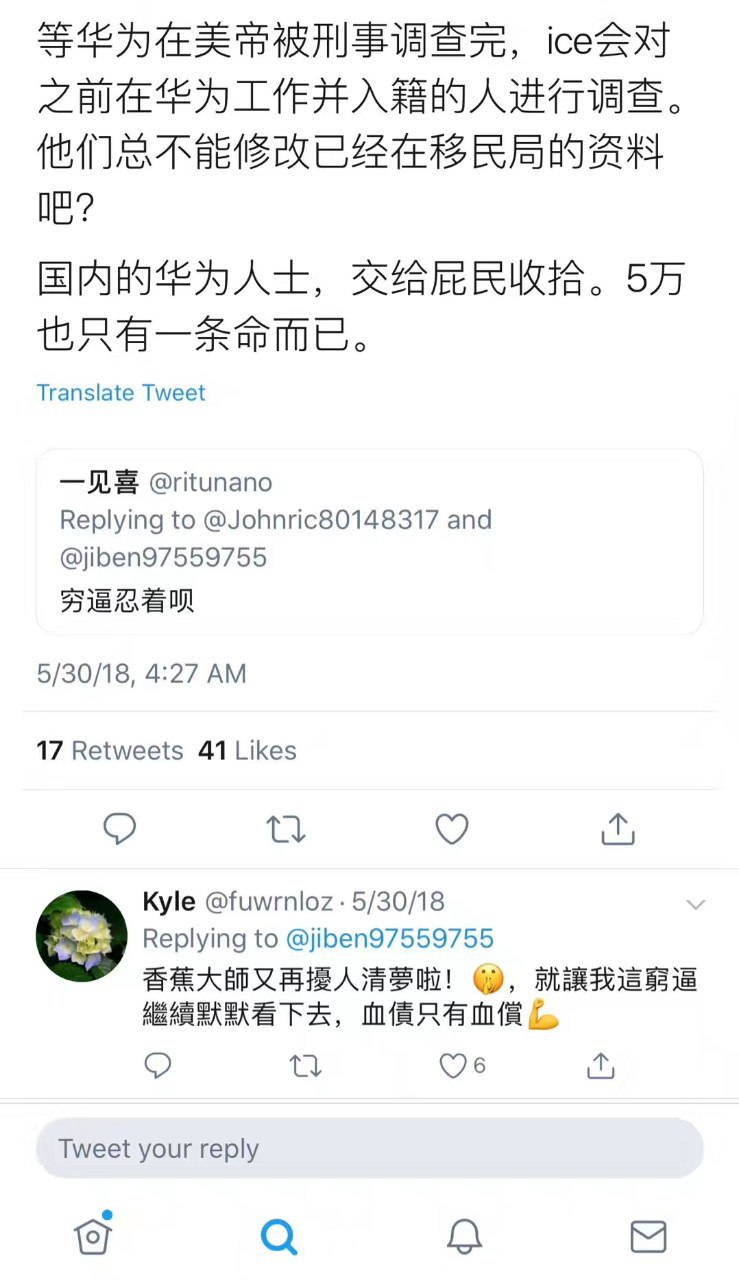 等华为在美帝被刑事调查完，ice会对
之前在华为工作并入籍的人进行调查。
他们总不能修改已经在移民局的资料
吧？
国内的华为人士，交给屁民收拾。5万
也只有一条命而已。
Translate Tweet
一见喜 @ritunano
Replying to @Johnric80148317 and
@jiben97559755
穷逼忍着呗
5/30/18, 4:27 AM
17 Retweets 41 Likes
Kyle @fuwrnloz · 5/30/18
Replying to @jiben97559755
香蕉大師又再擾人清夢啦！🤫，就讓我這窮逼
繼續默默看下去，血債只有血償💪
6
Tweet your reply